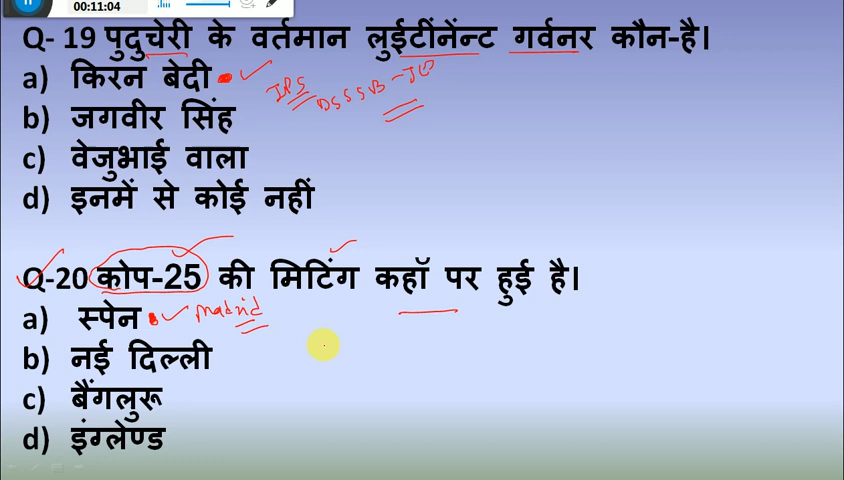 00:11:04
Q- 19 पुदुचेरी के वर्तमान लुईटींनेंन्ट गर्वनर कौन-है।
a) किरन बेदी
IPS DSSSB - JE
b) जगवीर सिंह
c) वेजुभाई वाला
d) इनमें से कोई नहीं
Q-20 कोप-25 की मिटिंग कहॉ पर हुई है।
a) स्पेन Madrid
b) नई दिल्ली
c) बैंगलुरू
d) इंग्लेण्ड